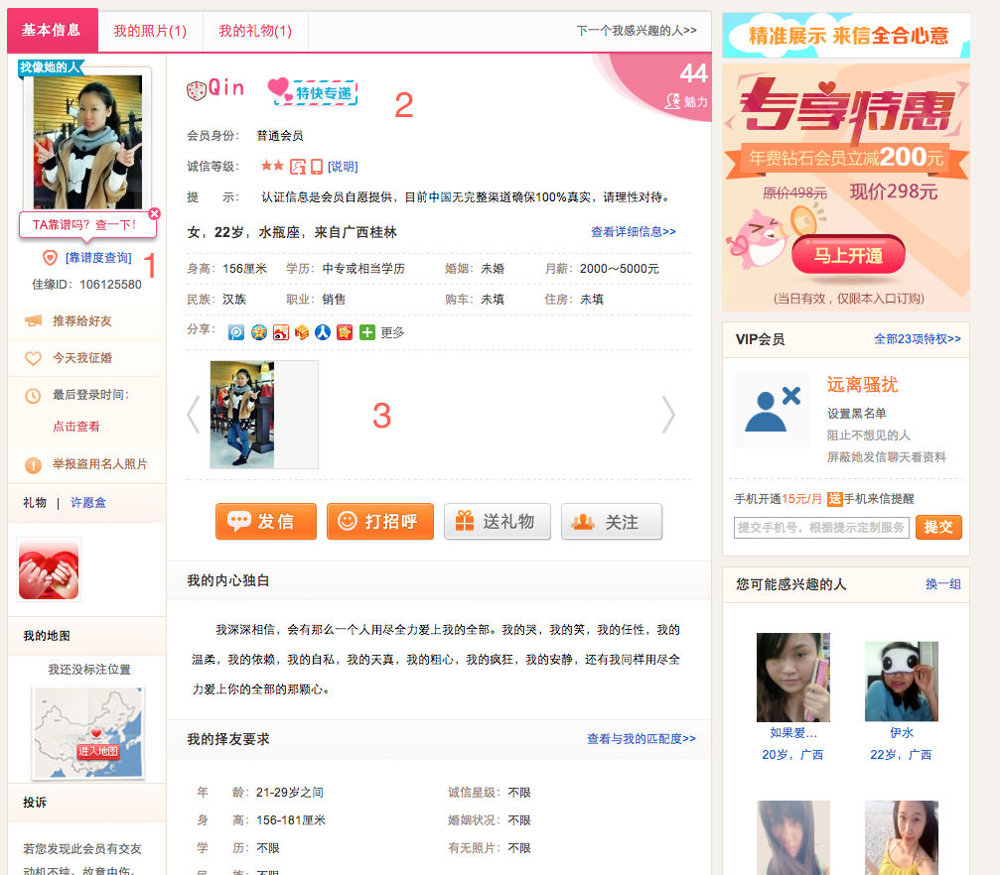 基本信息
我的照片(1)
我的礼物(1)
下一个我感兴趣的人>>
找像她的人
TA靠谱吗？查一下！
[靠谱度查询]
1
佳缘ID：106125580
推荐给好友
今天我征婚
最后登录时间：
点击查看
举报盗用名人照片
礼物 | 许愿盒
我的地图
我还没标注位置
进入地图
投诉
若您发现此会员有交友
动机不纯、故意中伤、
Qin
特快专递
2
44
魅力
会员身份： 普通会员
诚信等级： [说明]
提 示： 认证信息是会员自愿提供，目前中国无完整渠道确保100%真实，请理性对待。
女，22岁，水瓶座，来自广西桂林
查看详细信息>>
身高：156厘米 学历：中专或相当学历 婚姻：未婚 月薪：2000～5000元
民族：汉族 职业：销售 购车：未填 住房：未填
分享： 更多
3
发信
打招呼
送礼物
关注
我的内心独白
我深深相信，会有那么一个人用尽全力爱上我的全部。我的哭，我的笑，我的任性，我的
温柔，我的依赖，我的自私，我的天真，我的粗心，我的疯狂，我的安静，还有我同样用尽全
力爱上你的全部的那颗心。
我的择友要求
查看与我的匹配度>>
年 龄：21-29岁之间 诚信星级：不限
身 高：156-181厘米 婚姻状况：不限
学 历：不限 有无照片：不限
民 族：不限
精准展示 来信全合心意
专享特惠
年费钻石会员立减200元
原价498元 现价298元
马上开通
(当日有效，仅限本入口订购)
VIP会员
全部23项特权>>
远离骚扰
设置黑名单
阻止不想见的人
屏蔽她发信聊天看资料
手机开通15元/月 送手机来信提醒
提交手机号，根据提示定制服务
提交
您可能感兴趣的人
换一组
如果爱...
20岁，广西
伊水
22岁，广西